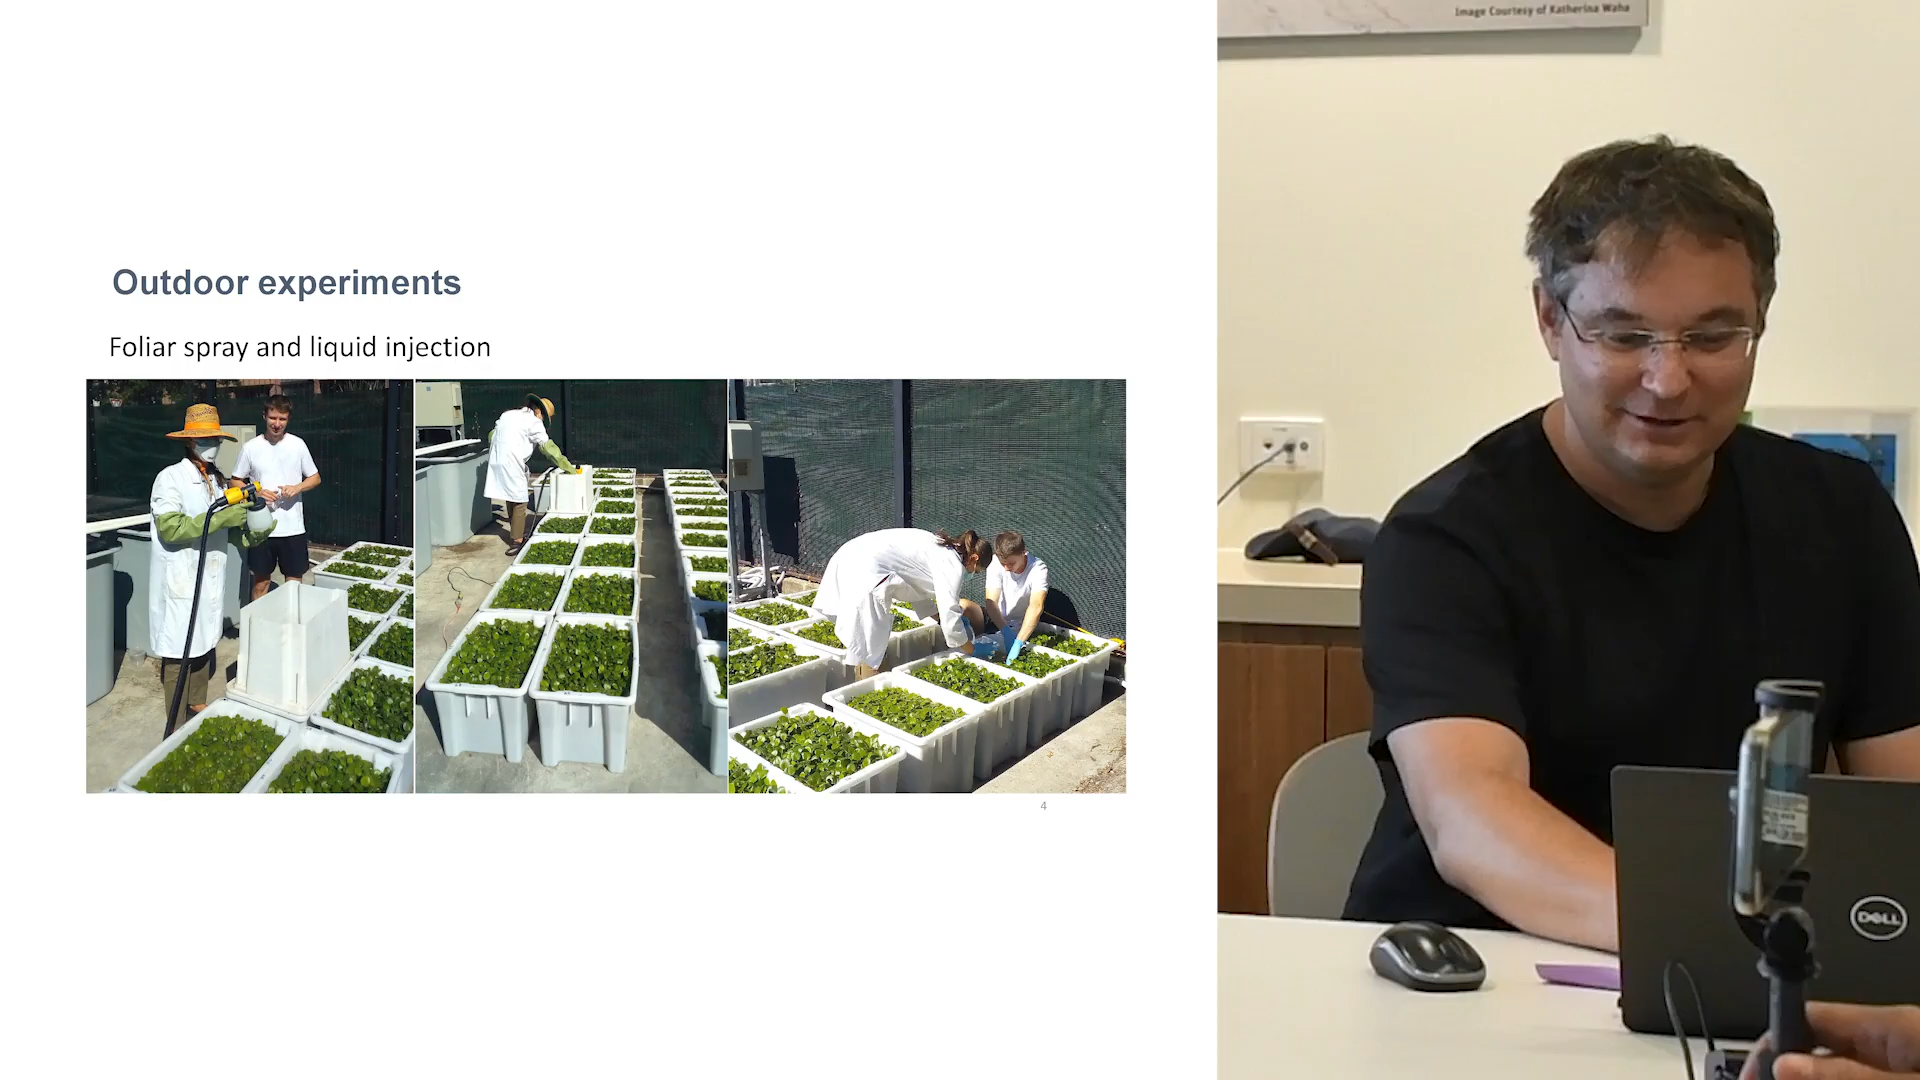 Outdoor experiments
Foliar spray and liquid injection
4
Image Courtesy of Katherina Waha
DELL